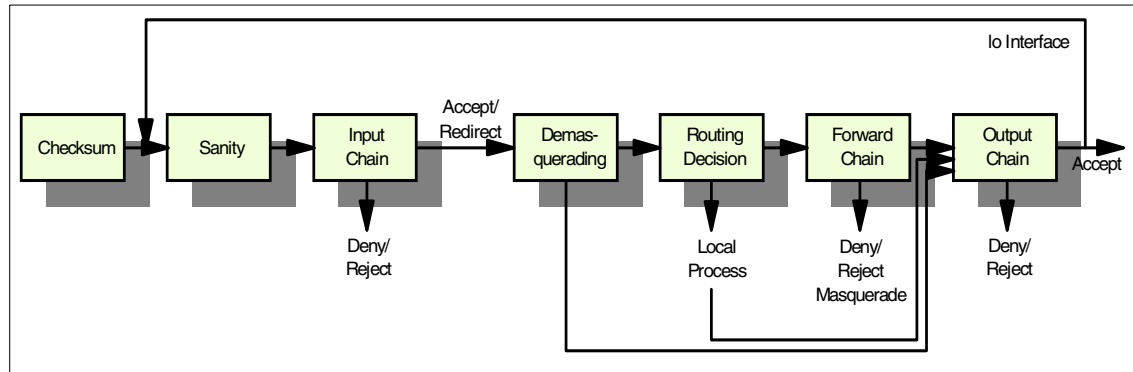 lo Interface
Checksum
Sanity
Input
Chain
Accept/
Redirect
Demas-
querading
Routing
Decision
Forward
Chain
Output
Chain
Accept
Deny/
Reject
Local
Process
Deny/
Reject
Masquerade
Deny/
Reject